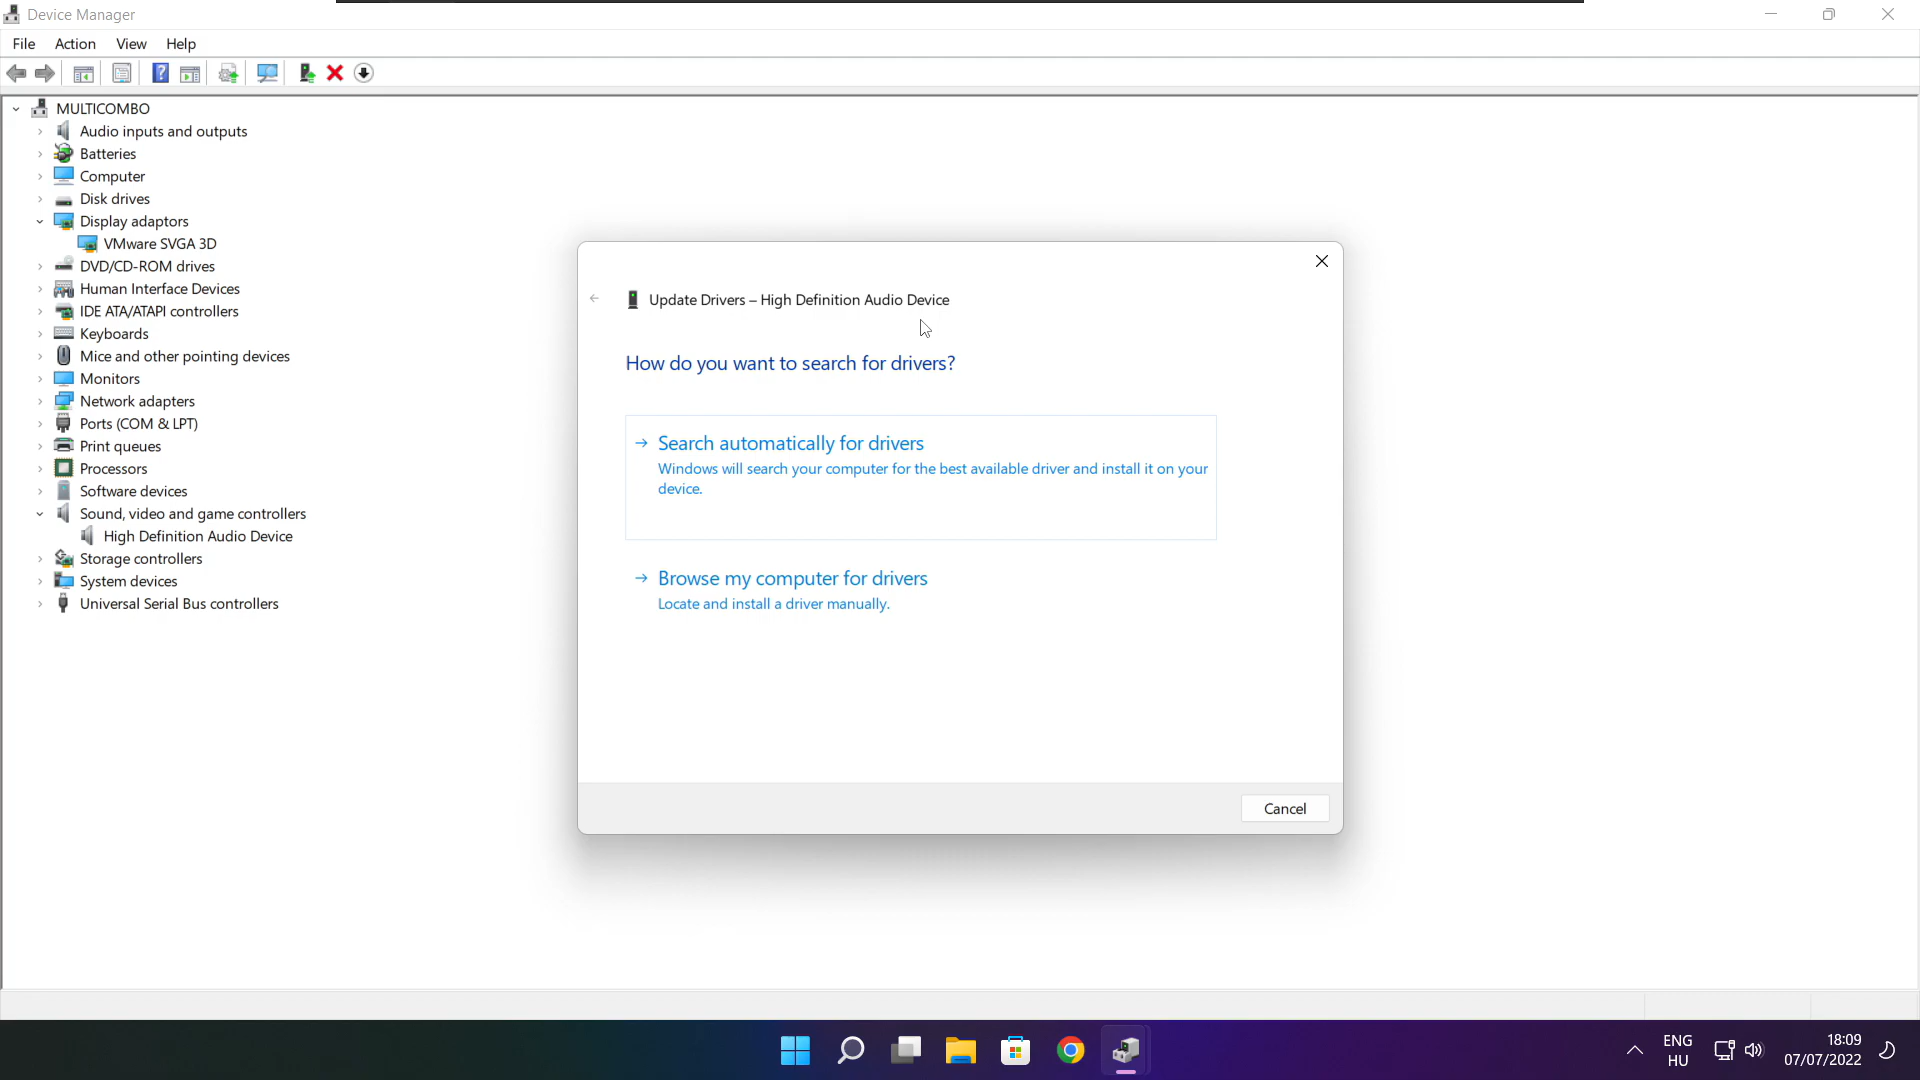 Device Manager
File Action View Help
MULTICOMBO
Audio inputs and outputs
Batteries
Computer
Disk drives
Display adaptors
VMware SVGA 3D
DVD/CD-ROM drives
Human Interface Devices
IDE ATA/ATAPI controllers
Keyboards
Mice and other pointing devices
Monitors
Network adapters
Ports (COM & LPT)
Print queues
Processors
Software devices
Sound, video and game controllers
High Definition Audio Device
Storage controllers
System devices
Universal Serial Bus controllers
Update Drivers – High Definition Audio Device
How do you want to search for drivers?
Search automatically for drivers
Windows will search your computer for the best available driver and install it on your
device.
Browse my computer for drivers
Locate and install a driver manually.
Cancel
ENG
HU
18:09
07/07/2022